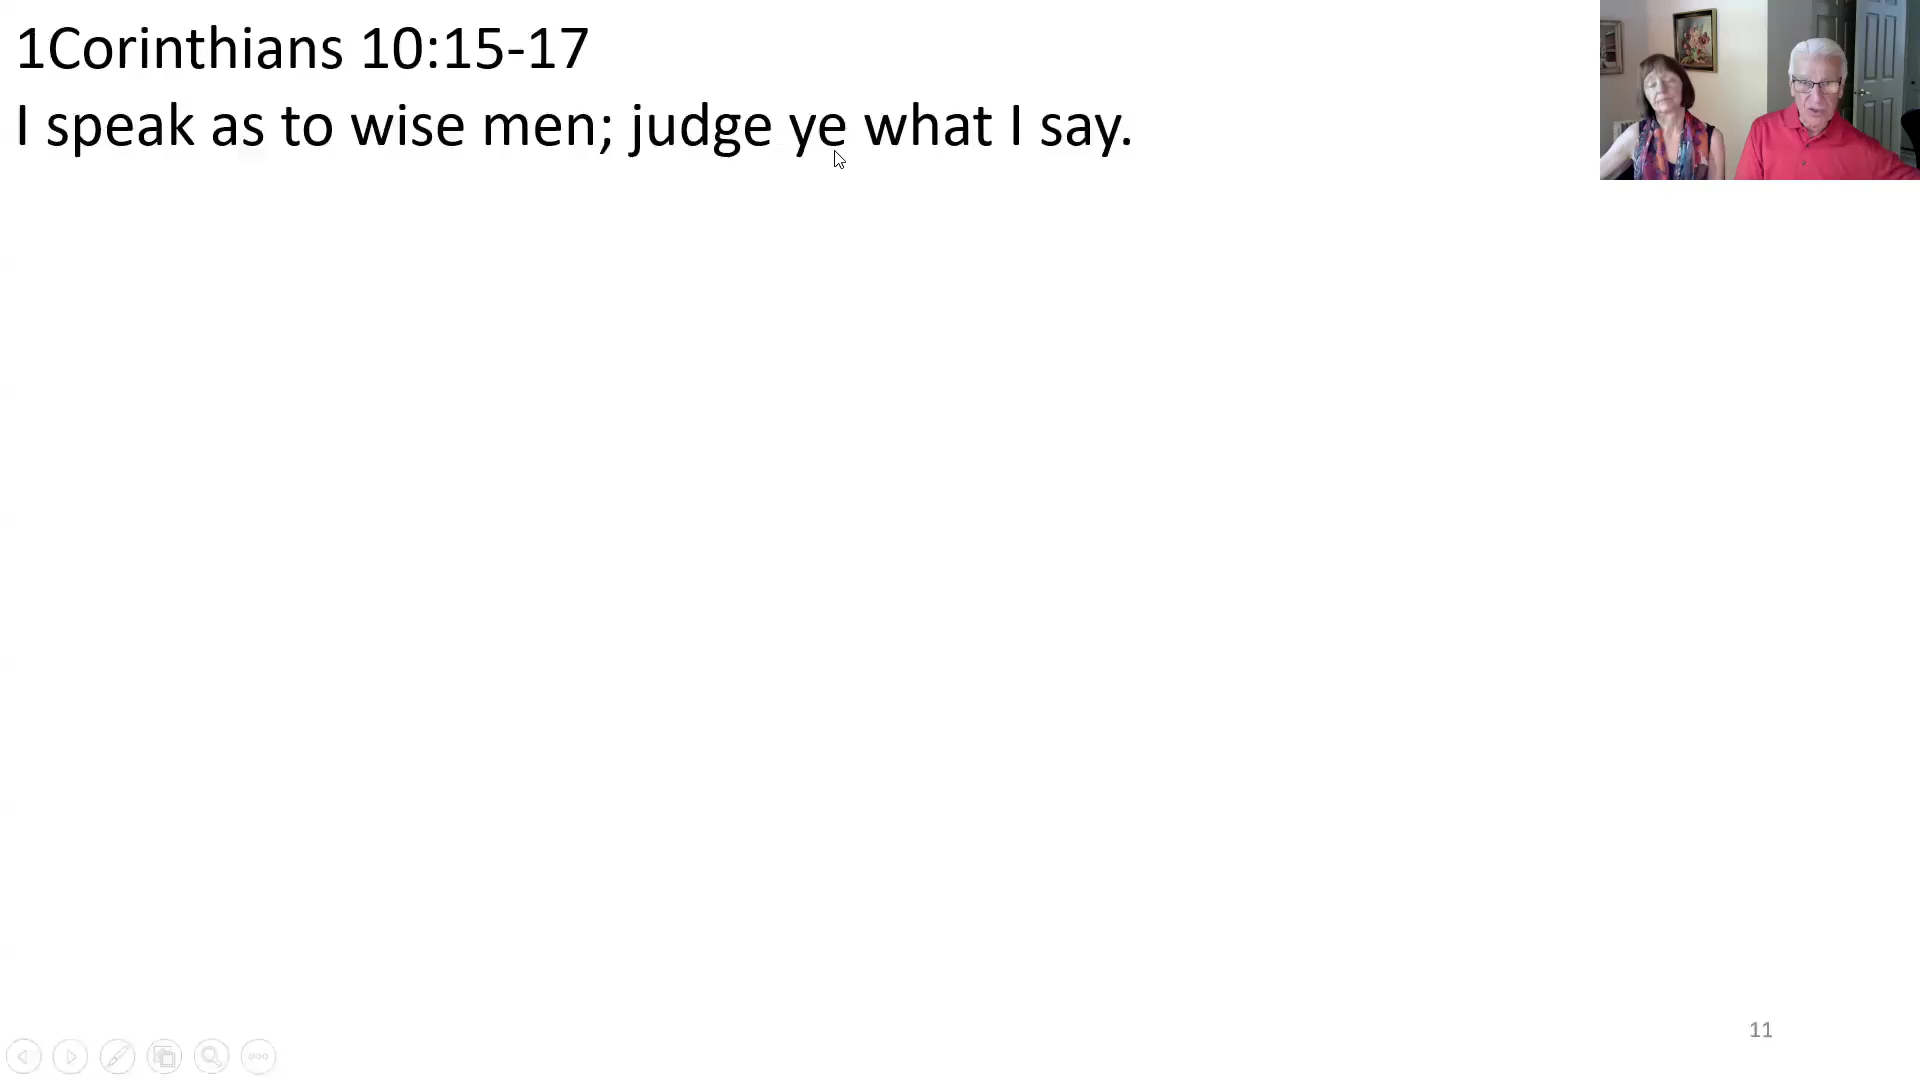 1Corinthians 10:15-17
I speak as to wise men; judge ye what I say.
11